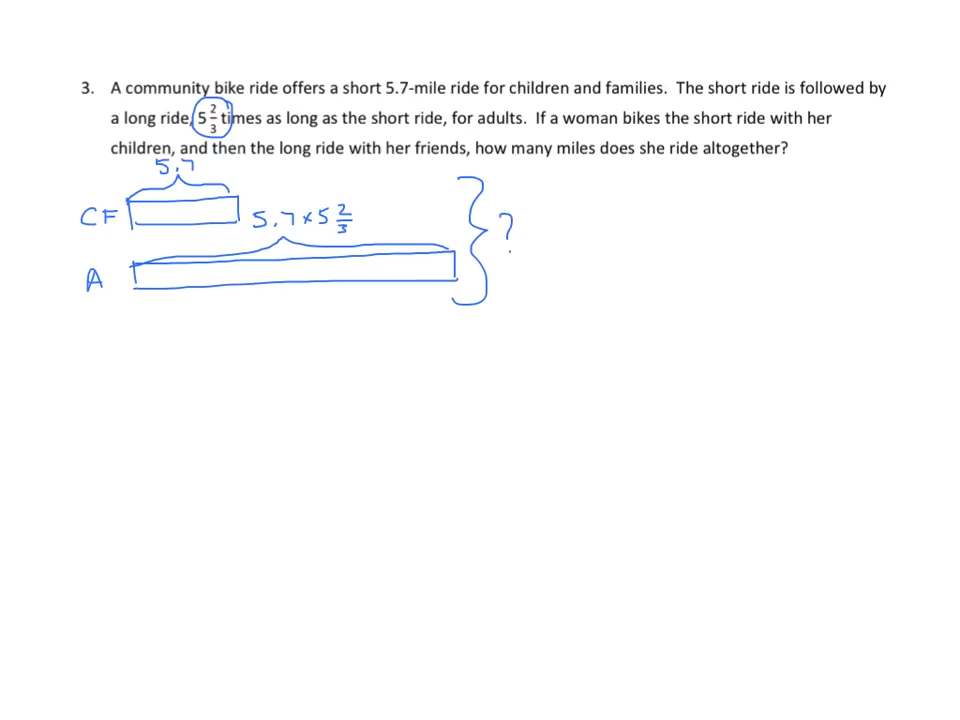 3. A community bike ride offers a short 5.7-mile ride for children and families. The short ride is followed by
a long ride, 5 2/3 times as long as the short ride, for adults. If a woman bikes the short ride with her
children, and then the long ride with her friends, how many miles does she ride altogether?
5.7
CF
5.7 × 5 2/3
?
A